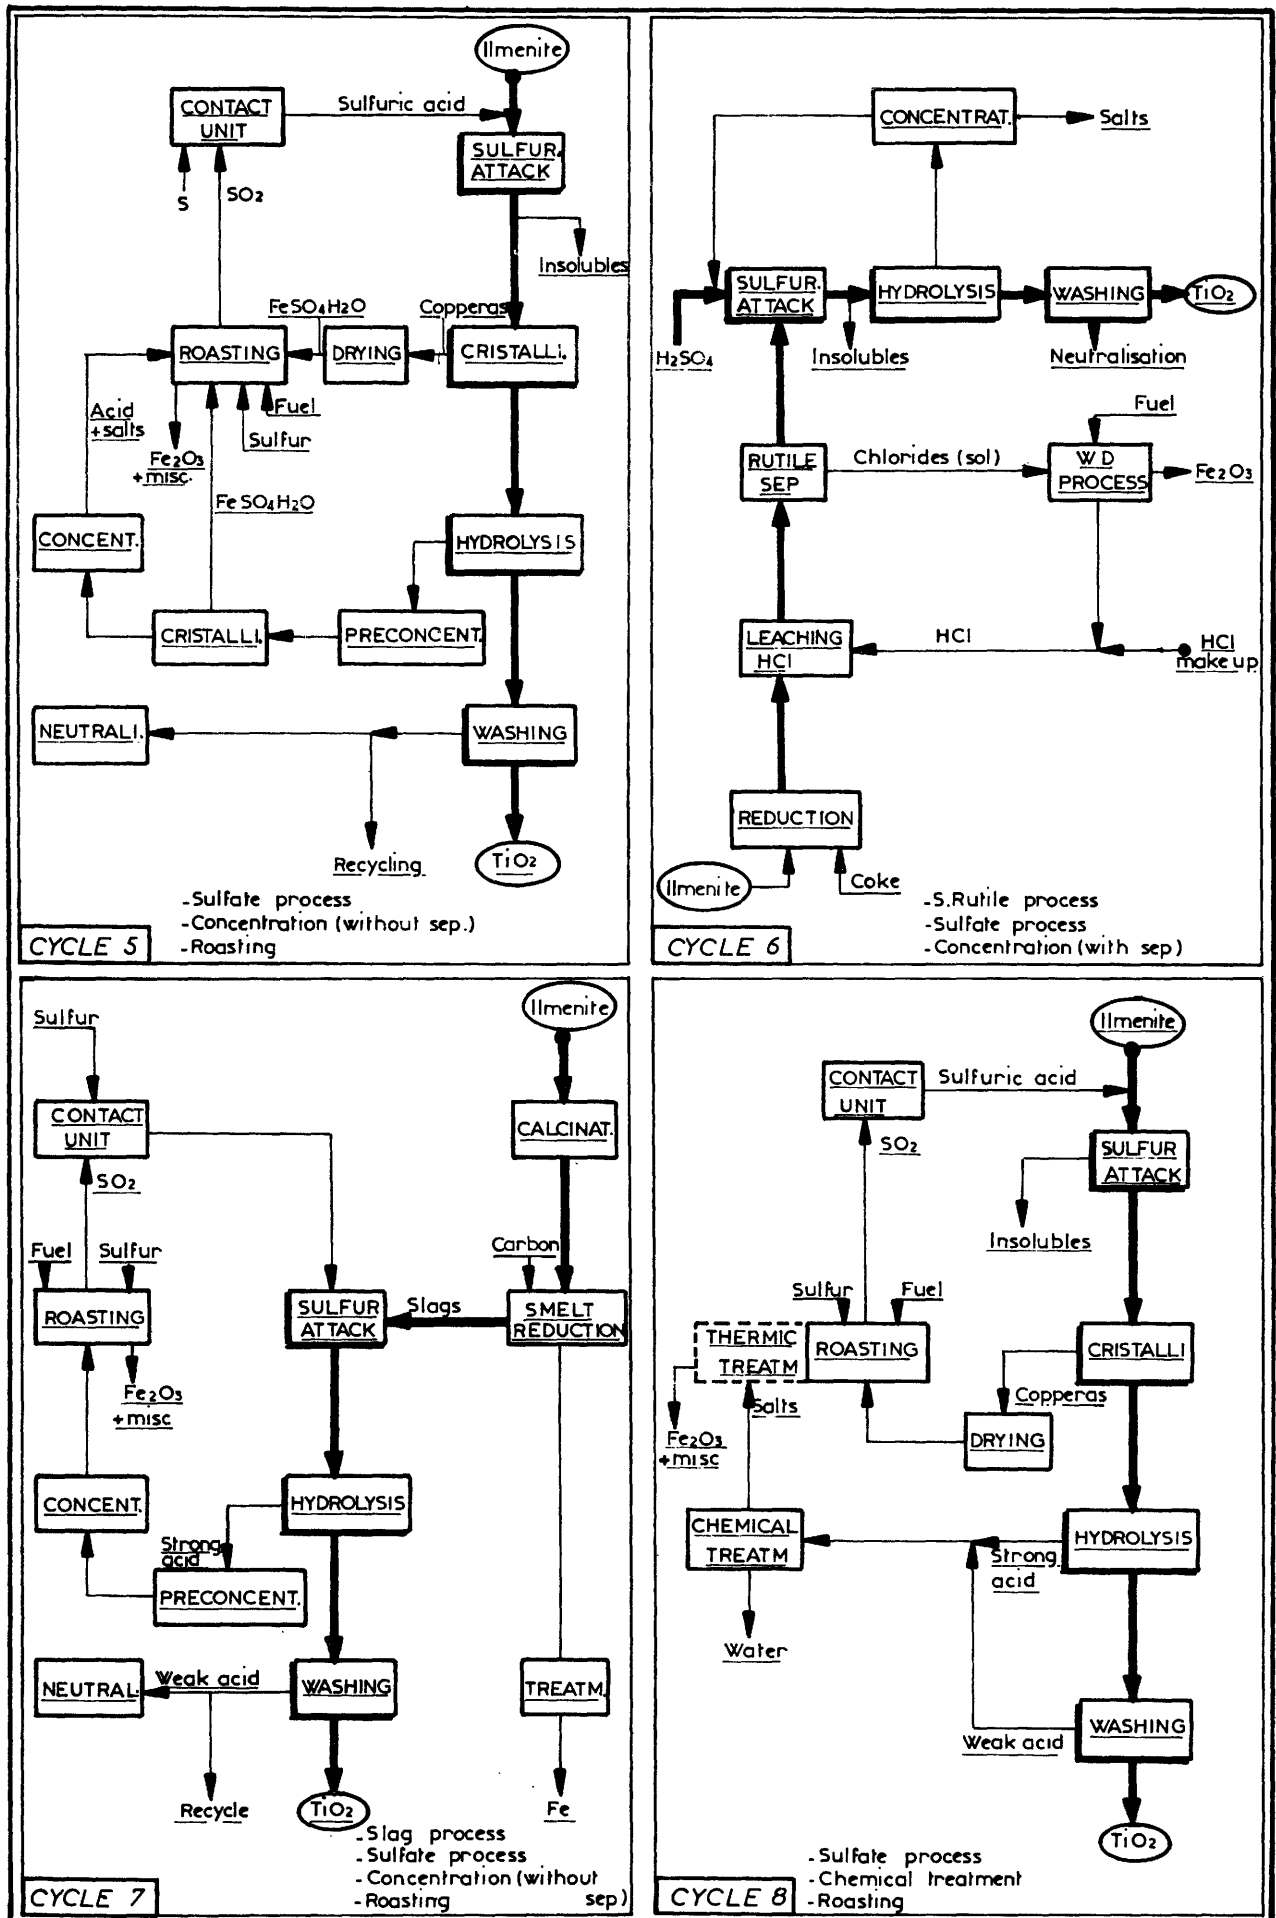 Ilmenite
CONTACT
UNIT
Sulfuric acid
SULFUR.
ATTACK
S
SO2
Insolubles
FeSO4H2O
Copperas
ROASTING
DRYING
CRISTALLI.
Acid
+salts
Fuel
Sulfur
Fe2O3
+misc.
FeSO4H2O
CONCENT.
HYDROLYSIS
CRISTALLI.
PRECONCENT.
NEUTRALI.
WASHING
Recycling
TiO2
-Sulfate process
-Concentration (without sep.)
-Roasting
CYCLE 5
CONCENTRAT.
Salts
SULFUR.
ATTACK
HYDROLYSIS
WASHING
TiO2
H2SO4
Insolubles
Neutralisation
Fuel
RUTILE
SEP
Chlorides (sol)
W D
PROCESS
Fe2O3
LEACHING
HCl
HCl
HCl
make up
REDUCTION
Ilmenite
Coke
-S.Rutile process
-Sulfate process
-Concentration (with sep)
CYCLE 6
Sulfur
Ilmenite
CONTACT
UNIT
CALCINAT.
SO2
Fuel
Sulfur
Carbon
ROASTING
SULFUR
ATTACK
Slags
SMELT
REDUCTION
Fe2O3
+misc
CONCENT.
HYDROLYSIS
Strong
acid
PRECONCENT.
NEUTRAL.
Weak acid
WASHING
TREATM.
Recycle
TiO2
Fe
-Slag process
-Sulfate process
-Concentration (without
-Roasting sep)
CYCLE 7
Ilmenite
CONTACT
UNIT
Sulfuric acid
SO2
SULFUR
ATTACK
Insolubles
Sulfur
Fuel
THERMIC
TREATM
ROASTING
CRISTALLI
Salts
Copperas
Fe2O3
+misc
DRYING
CHEMICAL
TREATM
HYDROLYSIS
Strong
acid
Water
WASHING
Weak acid
TiO2
-Sulfate process
-Chemical treatment
-Roasting
CYCLE 8